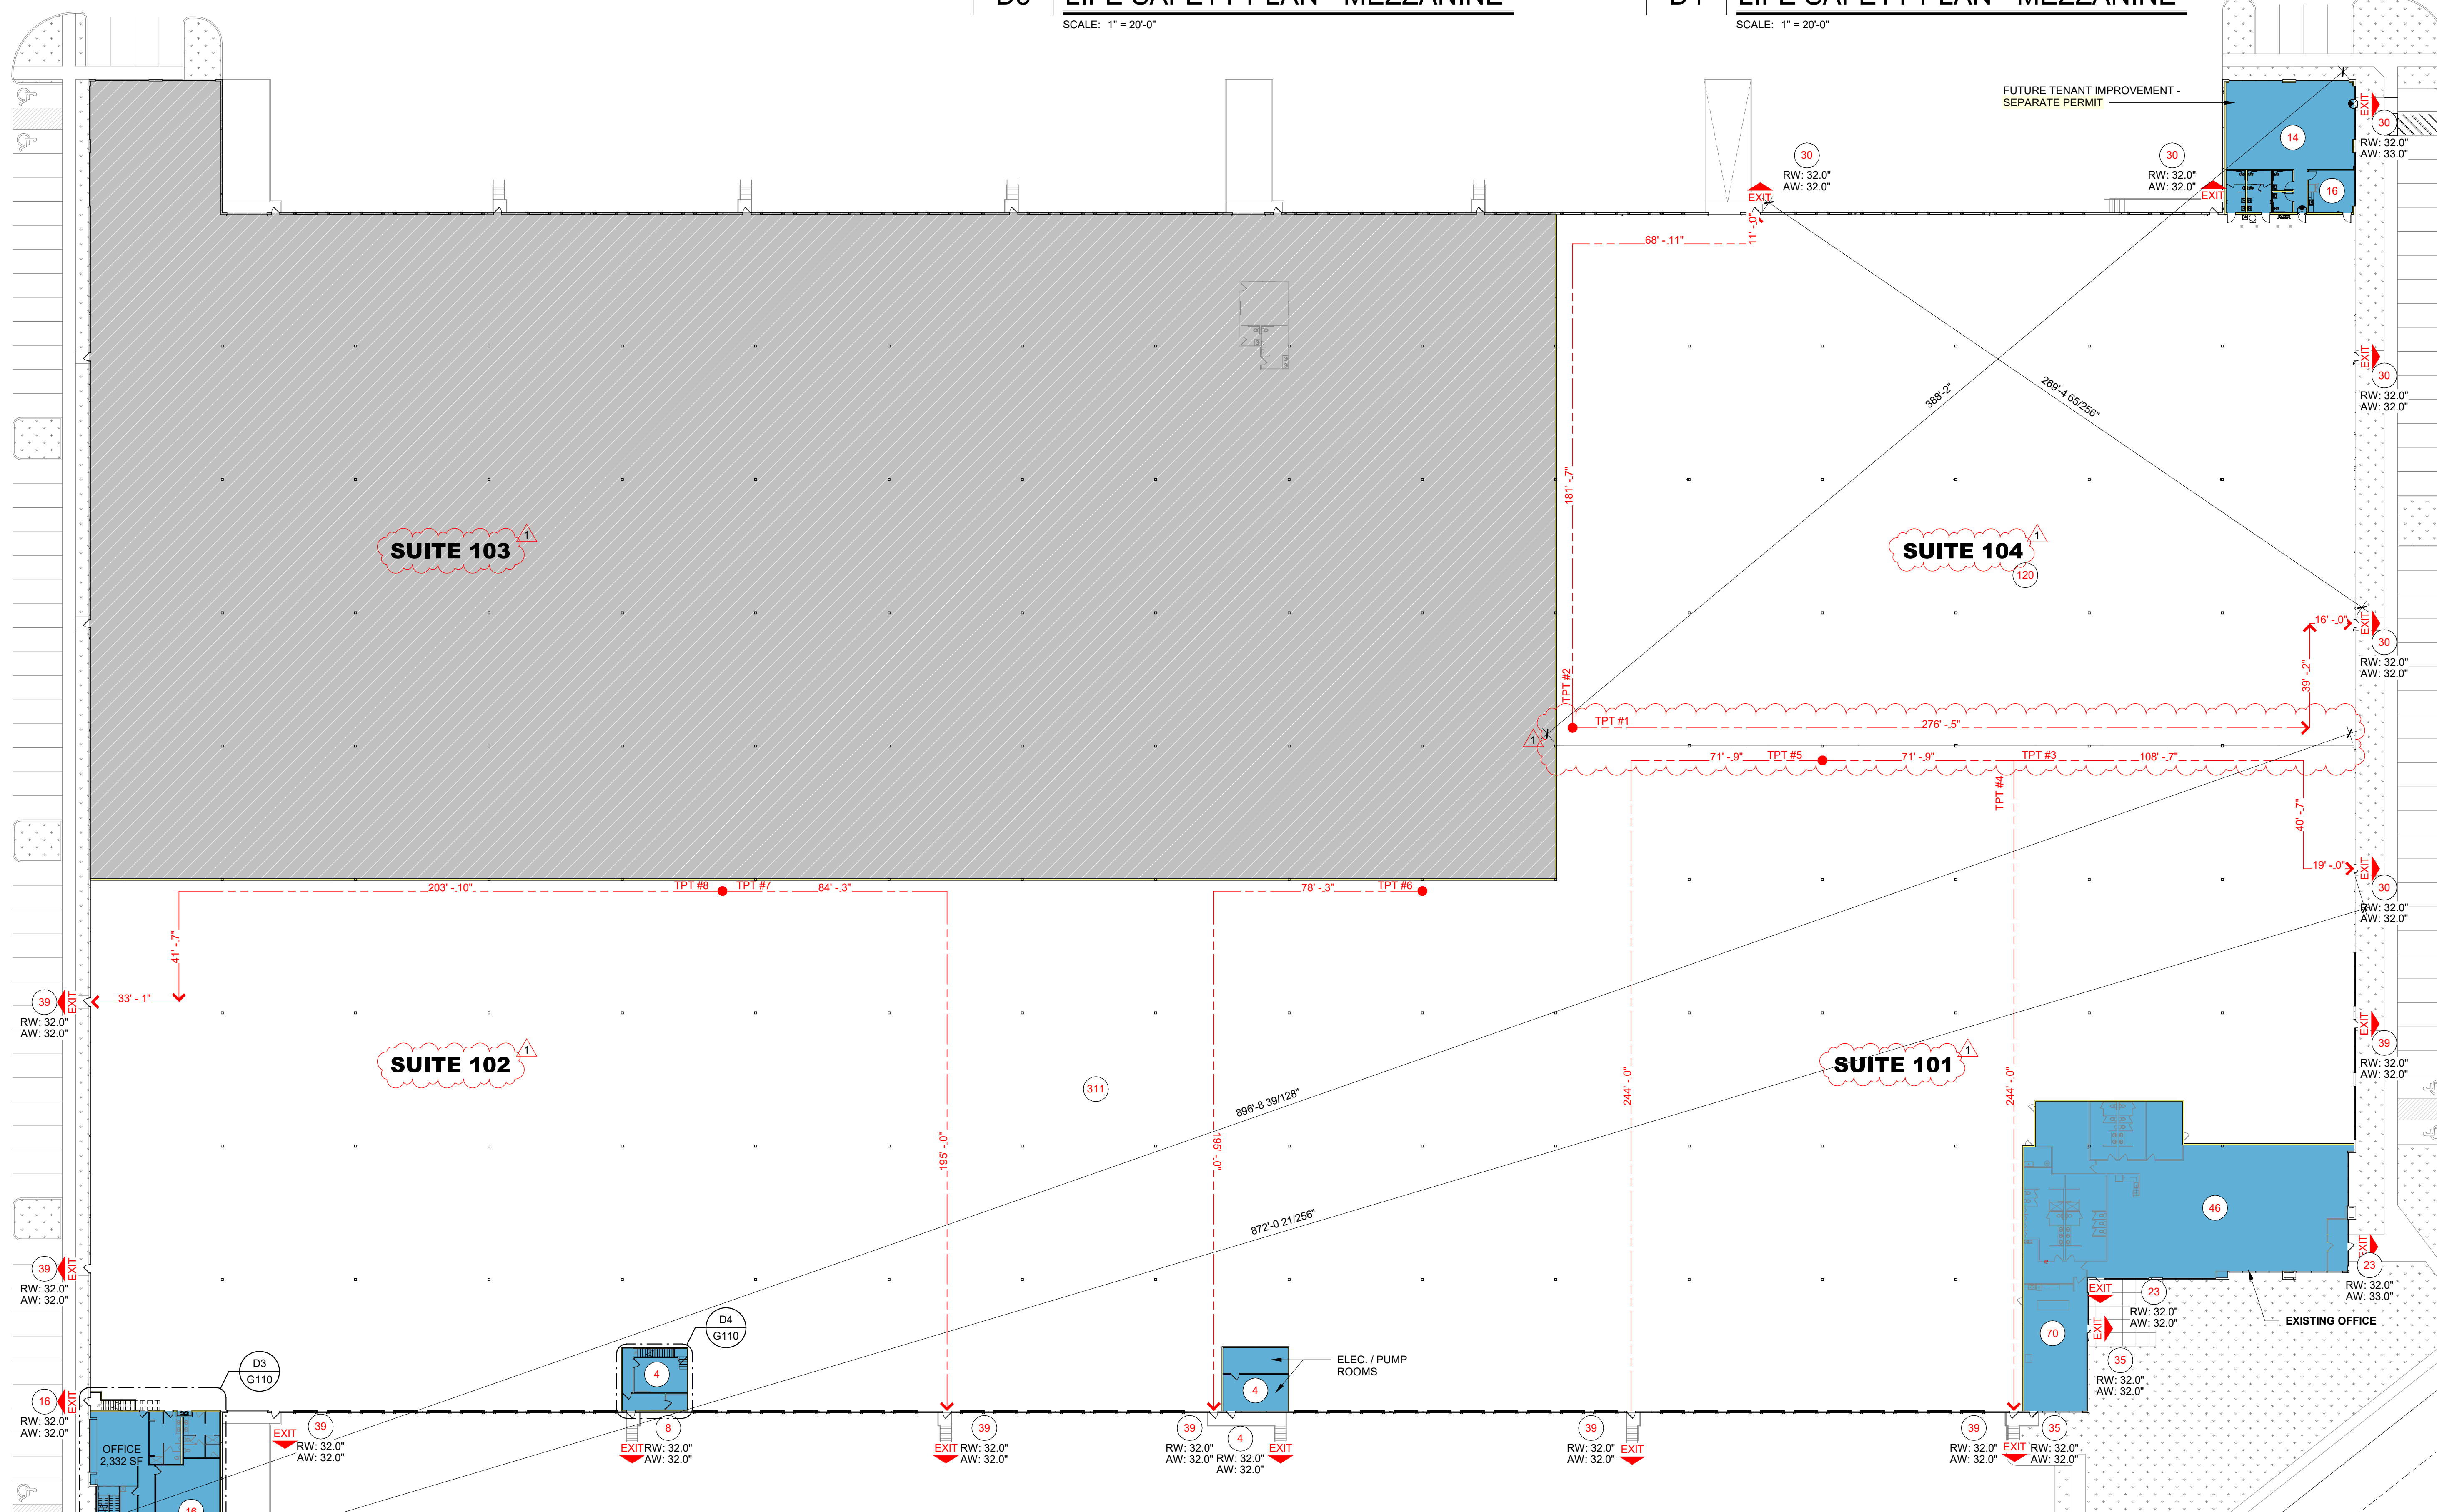 SCALE: 1" = 20'-0"
SCALE: 1" = 20'-0"
FUTURE TENANT IMPROVEMENT -
SEPARATE PERMIT
EXIT
30
RW: 32.0"
AW: 33.0"
14
16
30
RW: 32.0"
AW: 32.0"
EXIT
30
RW: 32.0"
AW: 32.0"
EXIT
68' - 11"
11' - 0"
EXIT
30
RW: 32.0"
AW: 32.0"
388'-2"
269'-4 65/256"
181' - 7"
SUITE 103
1
SUITE 104
1
120
16' - 0"
EXIT
30
RW: 32.0"
AW: 32.0"
39' - 2"
TPT #2
TPT #1
276' - 5"
1
71' - 9"
TPT #5
71' - 9"
TPT #3
108' - 7"
TPT #4
40' - 7"
19' - 0"
EXIT
30
RW: 32.0"
AW: 32.0"
203' - 10"
TPT #8
TPT #7
84' - 3"
78' - 3"
TPT #6
41' - 7"
33' - 1"
39
EXIT
RW: 32.0"
AW: 32.0"
SUITE 102
1
311
SUITE 101
1
EXIT
39
RW: 32.0"
AW: 32.0"
896'-8 39/128"
872'-0 21/256"
195' - 0"
195' - 0"
244' - 0"
244' - 0"
46
39
EXIT
RW: 32.0"
AW: 32.0"
EXIT
23
RW: 32.0"
AW: 33.0"
EXIT
23
RW: 32.0"
AW: 32.0"
EXISTING OFFICE
EXIT
35
RW: 32.0"
AW: 32.0"
70
D4
G110
4
ELEC. / PUMP
ROOMS
4
D3
G110
16
EXIT
RW: 32.0"
AW: 32.0"
OFFICE
2,332 SF
16
EXIT
39
RW: 32.0"
AW: 32.0"
EXIT
8
RW: 32.0"
AW: 32.0"
EXIT
39
RW: 32.0"
AW: 32.0"
39
RW: 32.0"
AW: 32.0"
4
RW: 32.0"
AW: 32.0"
EXIT
39
RW: 32.0"
AW: 32.0"
EXIT
39
RW: 32.0"
AW: 32.0"
EXIT
35
RW: 32.0"
AW: 32.0"